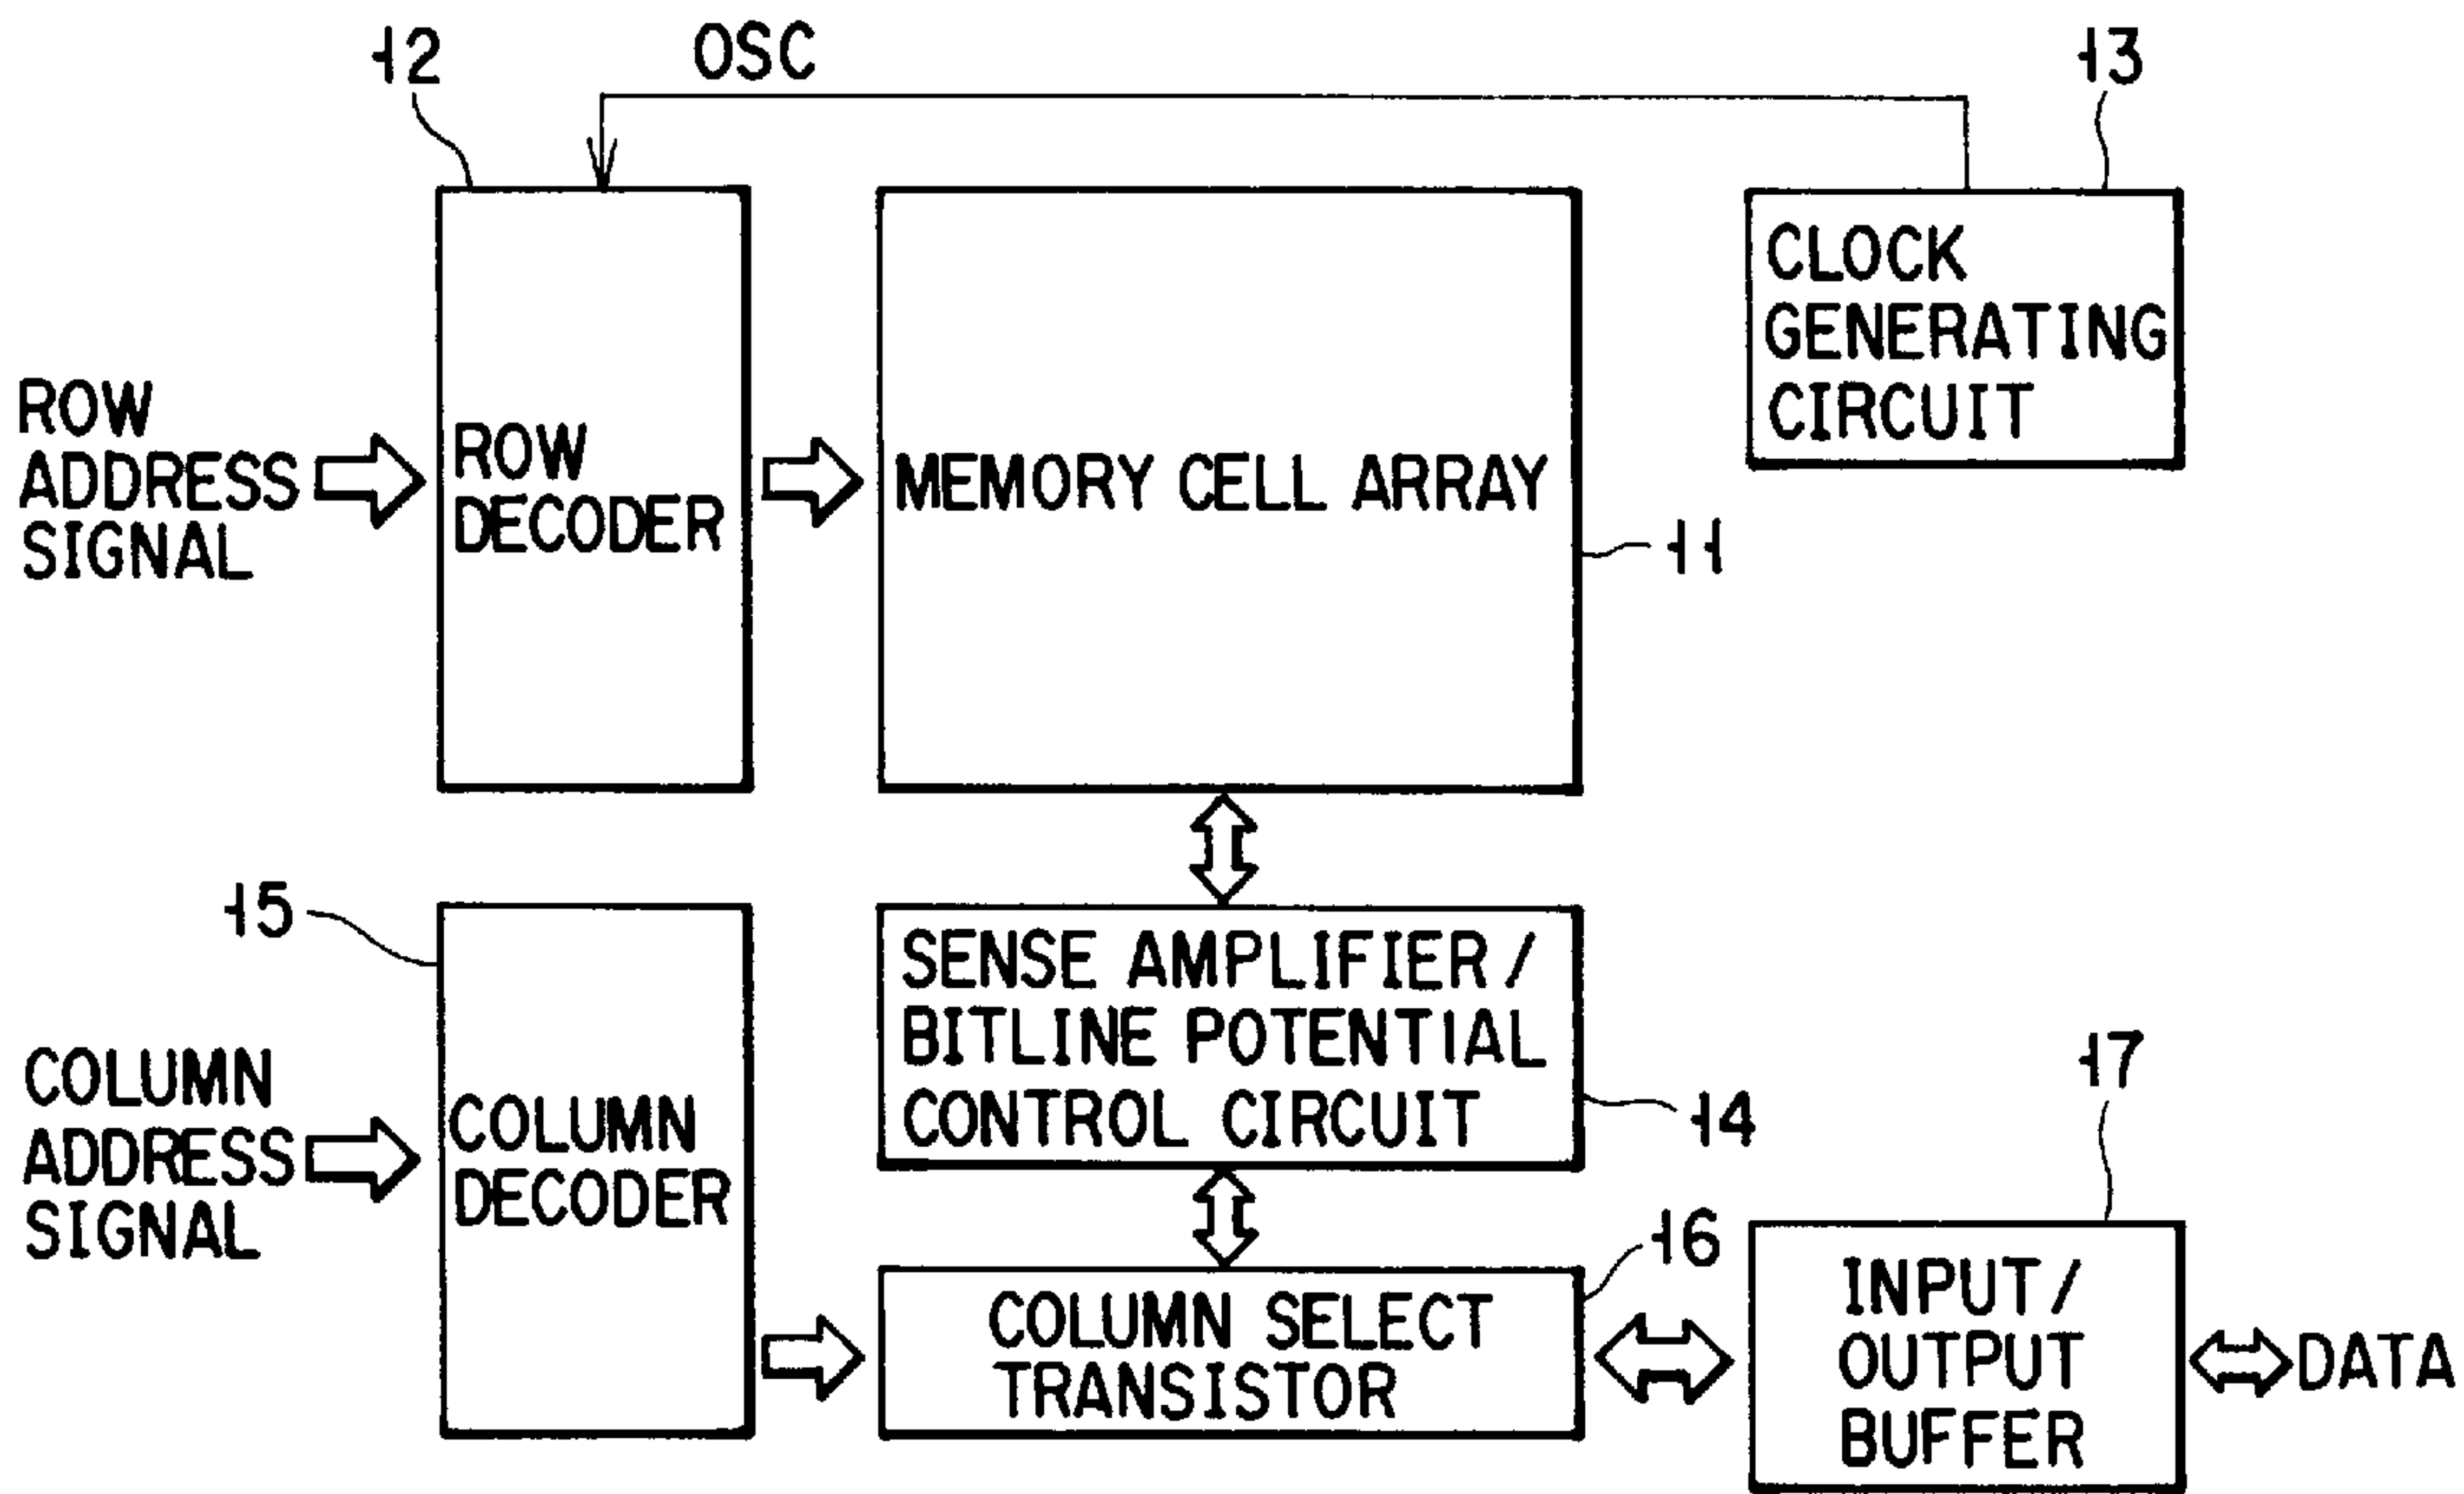 12
OSC
13
ROW
ADDRESS
SIGNAL
ROW
DECODER
MEMORY CELL ARRAY
11
CLOCK
GENERATING
CIRCUIT
15
COLUMN
ADDRESS
SIGNAL
COLUMN
DECODER
SENSE AMPLIFIER/
BITLINE POTENTIAL
CONTROL CIRCUIT
14
17
16
COLUMN SELECT
TRANSISTOR
INPUT/
OUTPUT
BUFFER
DATA